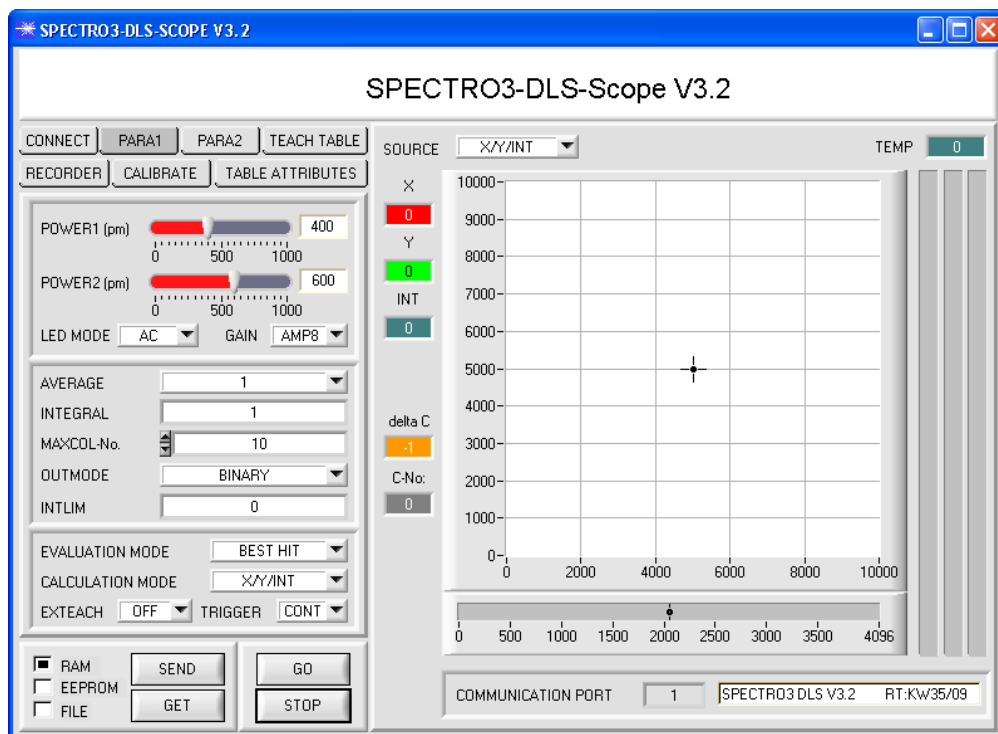 SPECTRO3-DLS-SCOPE V3.2
SPECTRO3-DLS-Scope V3.2
CONNECT PARA1 PARA2 TEACH TABLE
RECORDER CALIBRATE TABLE ATTRIBUTES
POWER1 (pm) 400
0 500 1000
POWER2 (pm) 600
0 500 1000
LED MODE AC GAIN AMP8
AVERAGE 1
INTEGRAL 1
MAXCOL-No. 10
OUTMODE BINARY
INTLIM 0
EVALUATION MODE BEST HIT
CALCULATION MODE X/Y/INT
EXTEACH OFF TRIGGER CONT
RAM
EEPROM
FILE
SEND
GET
GO
STOP
SOURCE X/Y/INT TEMP 0
X
0
Y
0
INT
0
delta C
-1
C-No:
0
10000
9000
8000
7000
6000
5000
4000
3000
2000
1000
0
0 2000 4000 6000 8000 10000
0 500 1000 1500 2000 2500 3000 3500 4096
COMMUNICATION PORT 1 SPECTRO3 DLS V3.2 RT:KW35/09